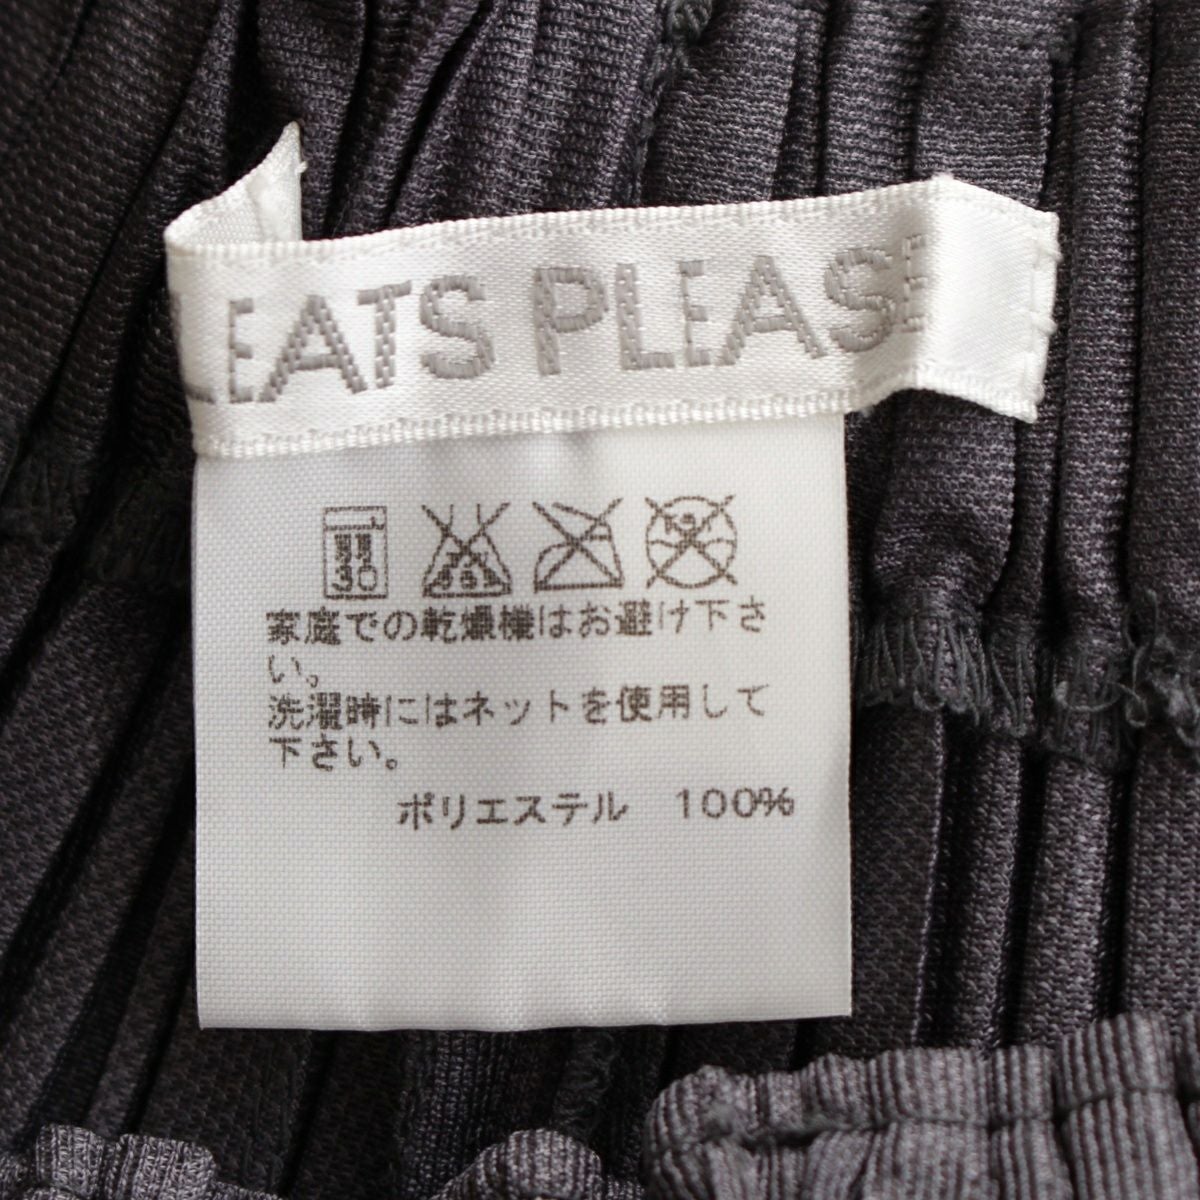 LEATS PLEASE
30
家庭での乾燥機はお避け下さ
い。
洗濯時にはネットを使用して
下さい。
ポリエステル 100%